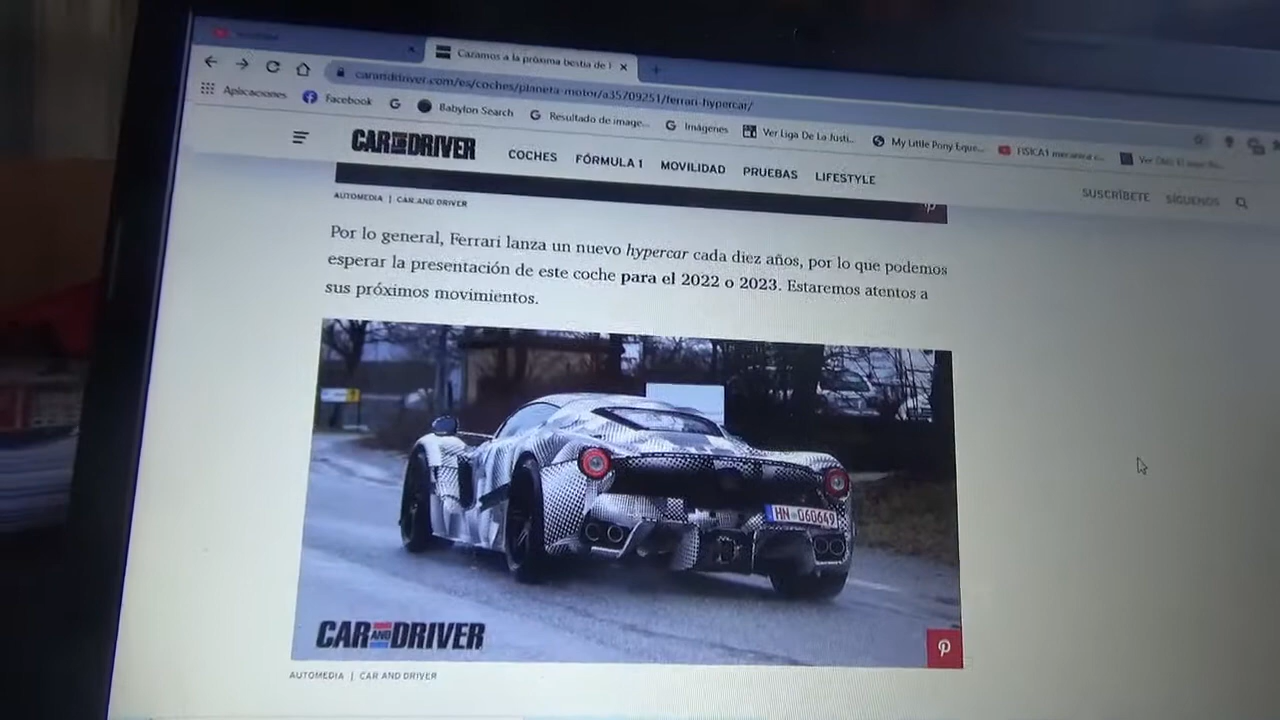 Cazamos a la próxima bestia de
carandriver.com/es/coches/planeta-motor/a35709251/ferrari-hypercar/
Aplicaciones Facebook Babylon Search Resultado de image... Imágenes Ver Liga De La Justi... My Little Pony Eque... FISICA1 mecanica
CAR AND DRIVER COCHES FÓRMULA 1 MOVILIDAD PRUEBAS LIFESTYLE SUSCRÍBETE SÍGUENOS
AUTOMEDIA | CAR AND DRIVER
Por lo general, Ferrari lanza un nuevo hypercar cada diez años, por lo que podemos
esperar la presentación de este coche para el 2022 o 2023. Estaremos atentos a
sus próximos movimientos.
HN 060649
CAR AND DRIVER
AUTOMEDIA | CAR AND DRIVER